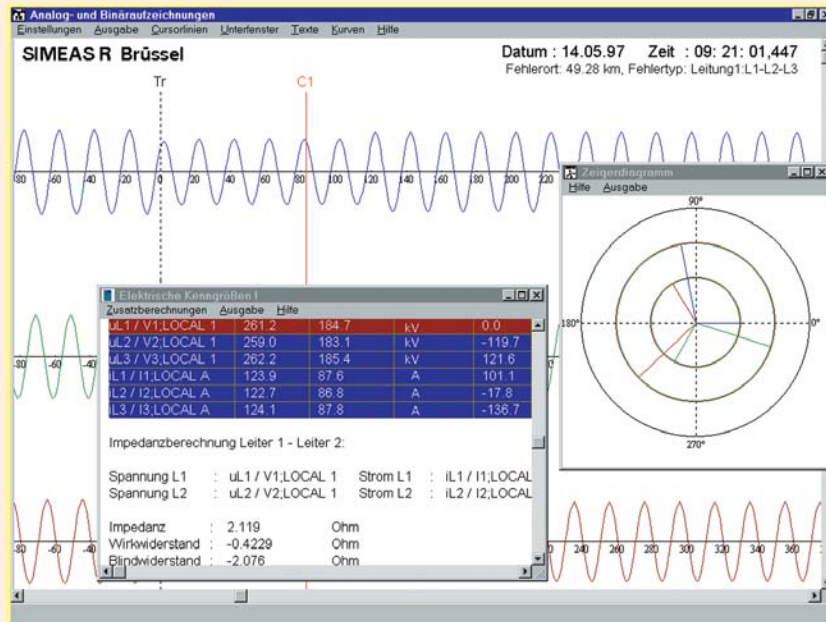 Analog- und Binäraufzeichnungen
Einstellungen Ausgabe Cursorlinien Unterfenster Texte Kurven Hilfe
SIMEAS R Brüssel
Datum : 14.05.97 Zeit : 09: 21: 01,447
Fehlerort: 49.28 km, Fehlertyp: Leitung1:L1-L2-L3
Tr C1
-80 -60 -40 -20 0 20 40 60 80 100 120 140 160 180 200 220
Zeigerdiagramm
Hilfe Ausgabe
90°
180° 0°
270°
Elektrische Kenngrößen I
Zusatzberechnungen Ausgabe Hilfe
uL1 / V1;LOCAL 1 261.2 184.7 kV 0.0
uL2 / V2;LOCAL 1 259.0 183.1 kV -119.7
uL3 / V3;LOCAL 1 262.2 185.4 kV 121.6
iL1 / I1;LOCAL A 123.9 87.6 A 101.1
iL2 / I2;LOCAL A 122.7 86.8 A -17.8
iL3 / I3;LOCAL A 124.1 87.8 A -136.7
Impedanzberechnung Leiter 1 - Leiter 2:
Spannung L1 : uL1 / V1;LOCAL 1 Strom L1 : iL1 / I1;LOCAL
Spannung L2 : uL2 / V2;LOCAL 1 Strom L2 : iL2 / I2;LOCAL
Impedanz : 2.119 Ohm
Wirkwiderstand : -0.4229 Ohm
Blindwiderstand : -2.076 Ohm
-80 -60 -40
-80 -60 -40 240 260 280 300 320 340 360